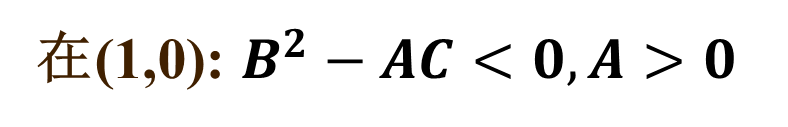 在(1,0): B² − AC < 0, A > 0